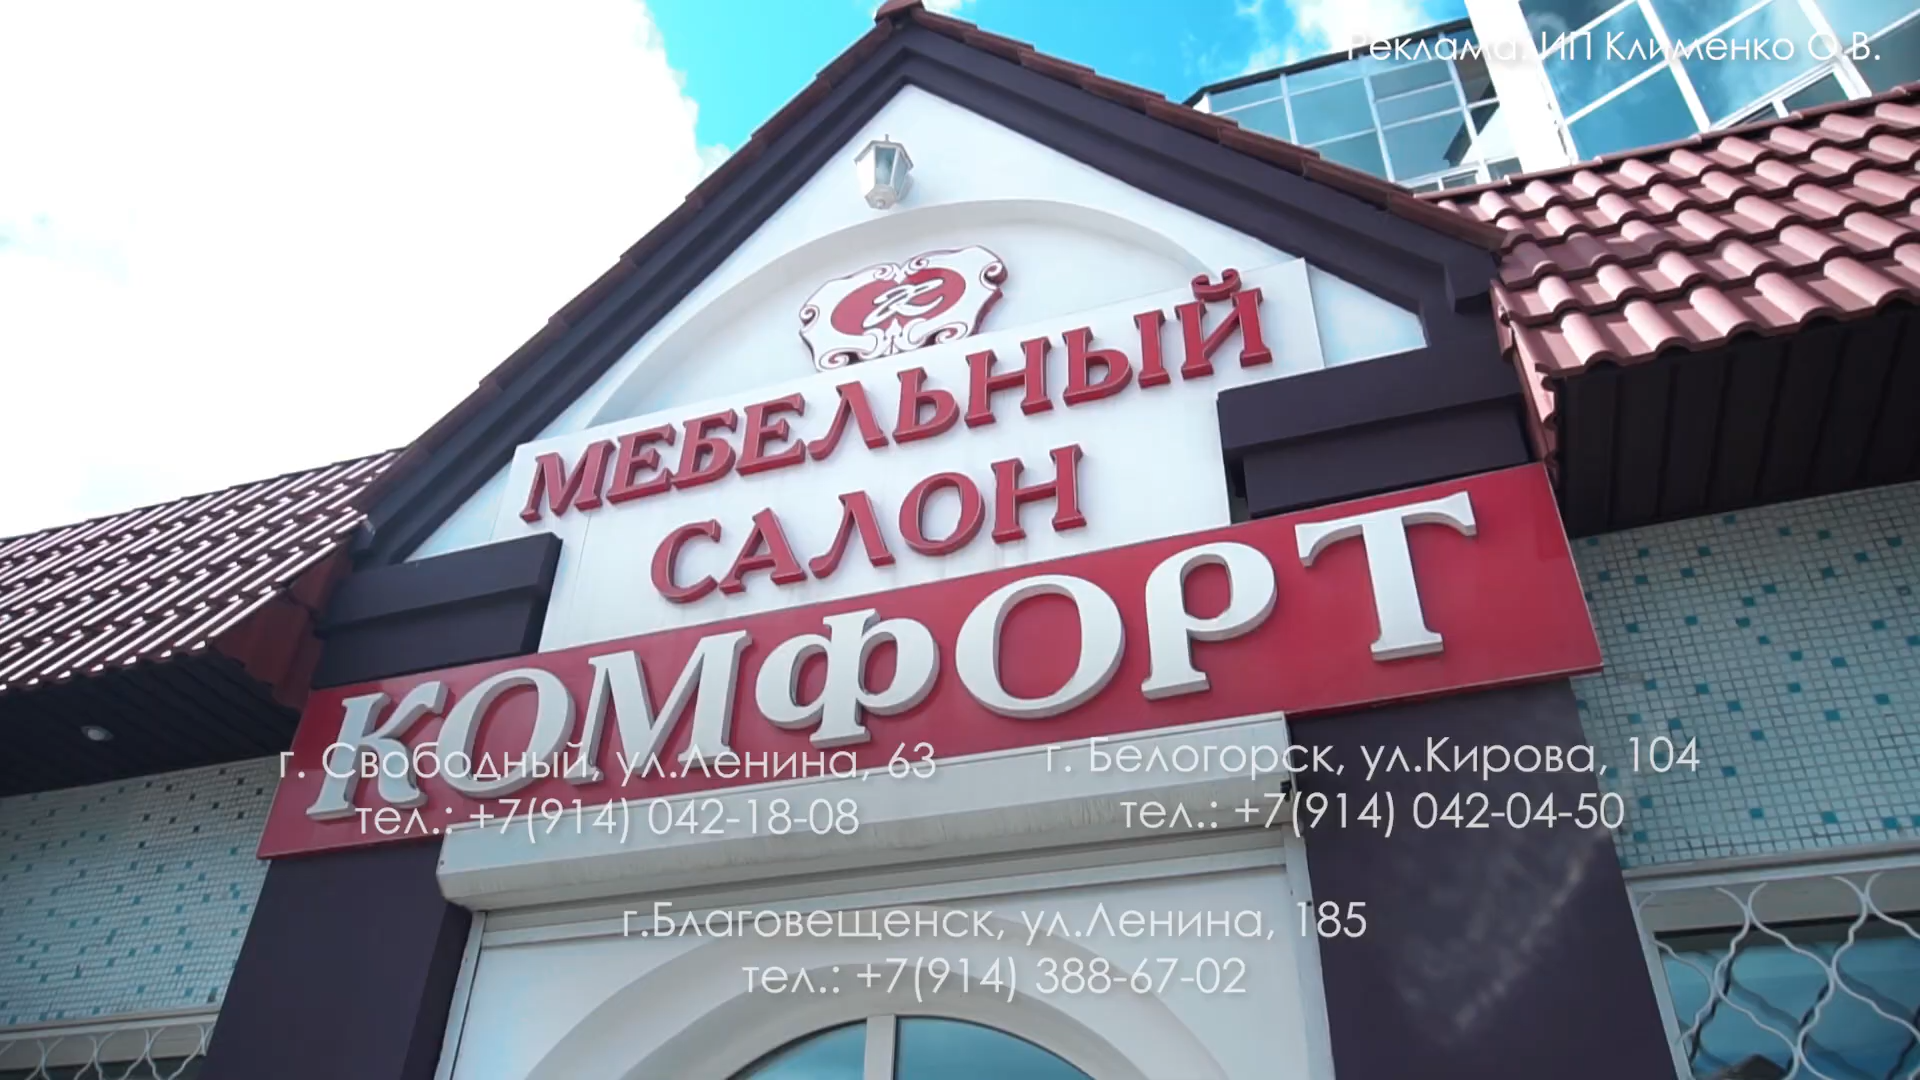 Реклама. ИП Клименко О.В.
МЕБЕЛЬНЫЙ
САЛОН
КОМФОРТ
г. Свободный, ул.Ленина, 63
тел.: +7(914) 042-18-08
г. Белогорск, ул.Кирова, 104
тел.: +7(914) 042-04-50
г.Благовещенск, ул.Ленина, 185
тел.: +7(914) 388-67-02